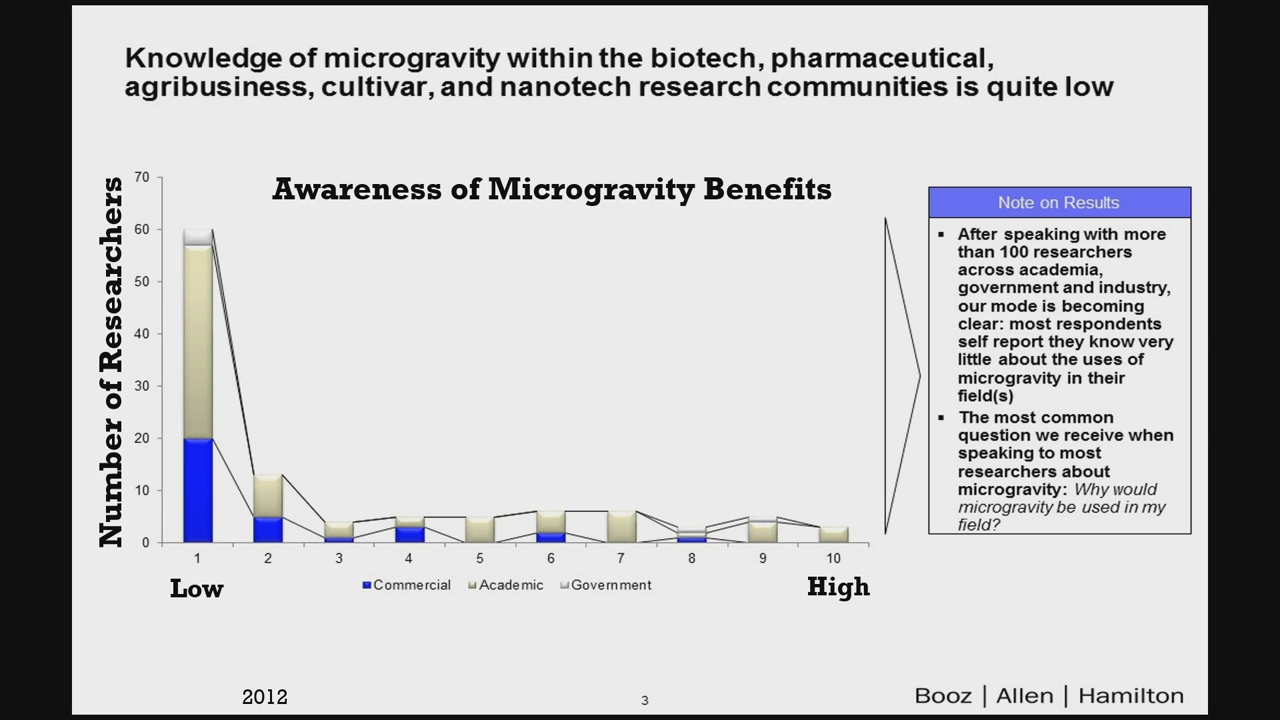 Knowledge of microgravity within the biotech, pharmaceutical,
agribusiness, cultivar, and nanotech research communities is quite low
Awareness of Microgravity Benefits
Number of Researchers
70
60
50
40
30
20
10
0
1 2 3 4 5 6 7 8 9 10
Low
High
Commercial Academic Government
Note on Results
▪ After speaking with more
than 100 researchers
across academia,
government and industry,
our mode is becoming
clear: most respondents
self report they know very
little about the uses of
microgravity in their
field(s)
▪ The most common
question we receive when
speaking to most
researchers about
microgravity: Why would
microgravity be used in my
field?
2012
3
Booz | Allen | Hamilton